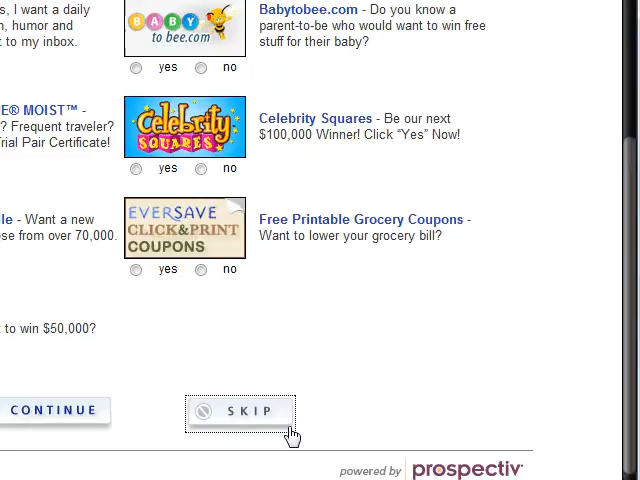 s, I want a daily
n, humor and
t to my inbox.
BABY
to bee.com
Babytobee.com - Do you know a
parent-to-be who would want to win free
stuff for their baby?
yes no
E® MOIST™ -
? Frequent traveler?
rial Pair Certificate!
Celebrity
SQUARES
Celebrity Squares - Be our next
$100,000 Winner! Click “Yes” Now!
yes no
le - Want a new
ose from over 70,000.
EVERSAVE
CLICK&PRINT
COUPONS
Free Printable Grocery Coupons -
Want to lower your grocery bill?
yes no
t to win $50,000?
CONTINUE
SKIP
powered by prospectiv